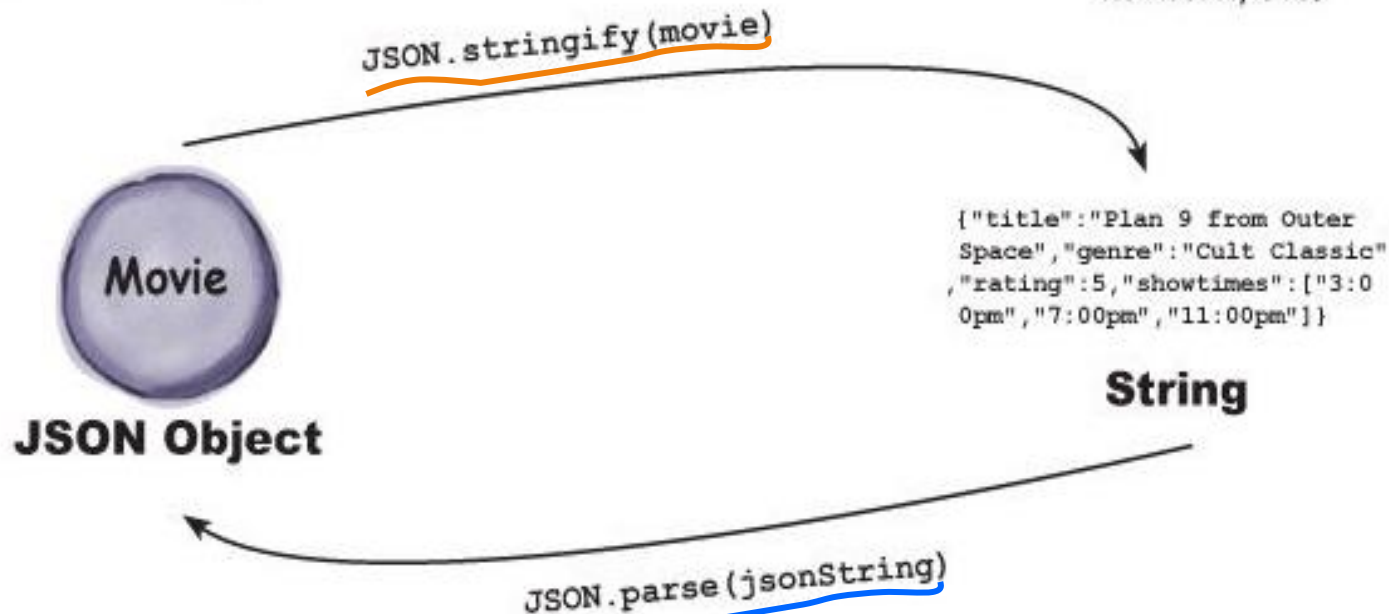 JSON.stringify(movie)
Movie
{"title":"Plan 9 from Outer
Space","genre":"Cult Classic"
,"rating":5,"showtimes":["3:0
0pm","7:00pm","11:00pm"]}
String
JSON Object
JSON.parse(jsonString)